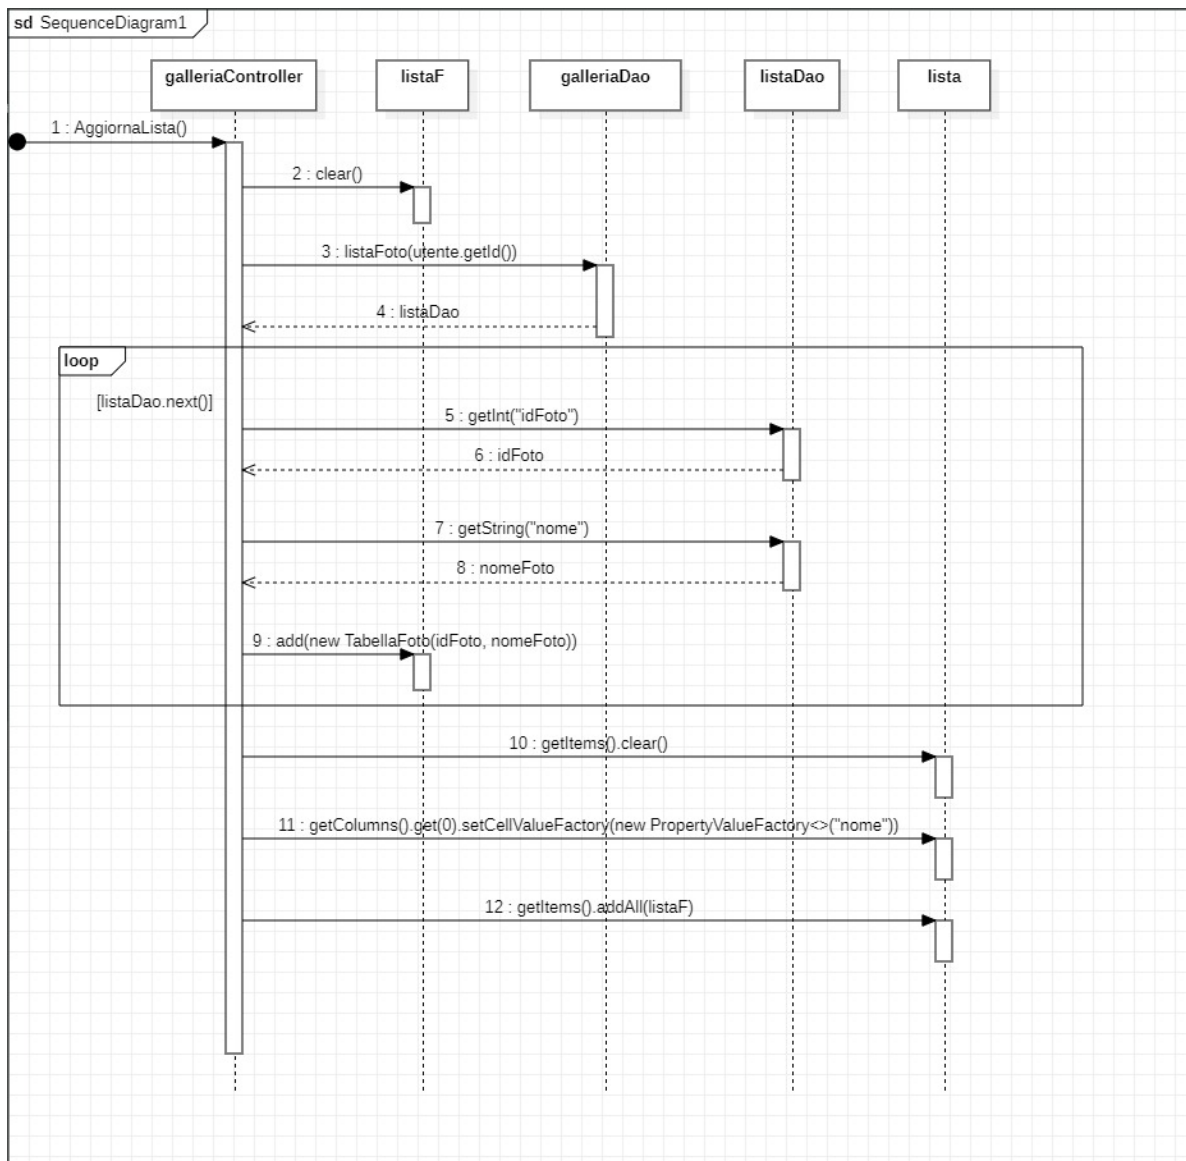 sd SequenceDiagram1
galleriaController
listaF
galleriaDao
listaDao
lista
1 : AggiornaLista()
2 : clear()
3 : listaFoto(utente.getId())
4 : listaDao
loop
[listaDao.next()]
5 : getInt("idFoto")
6 : idFoto
7 : getString("nome")
8 : nomeFoto
9 : add(new TabellaFoto(idFoto, nomeFoto))
10 : getItems().clear()
11 : getColumns().get(0).setCellValueFactory(new PropertyValueFactory<>("nome"))
12 : getItems().addAll(listaF)